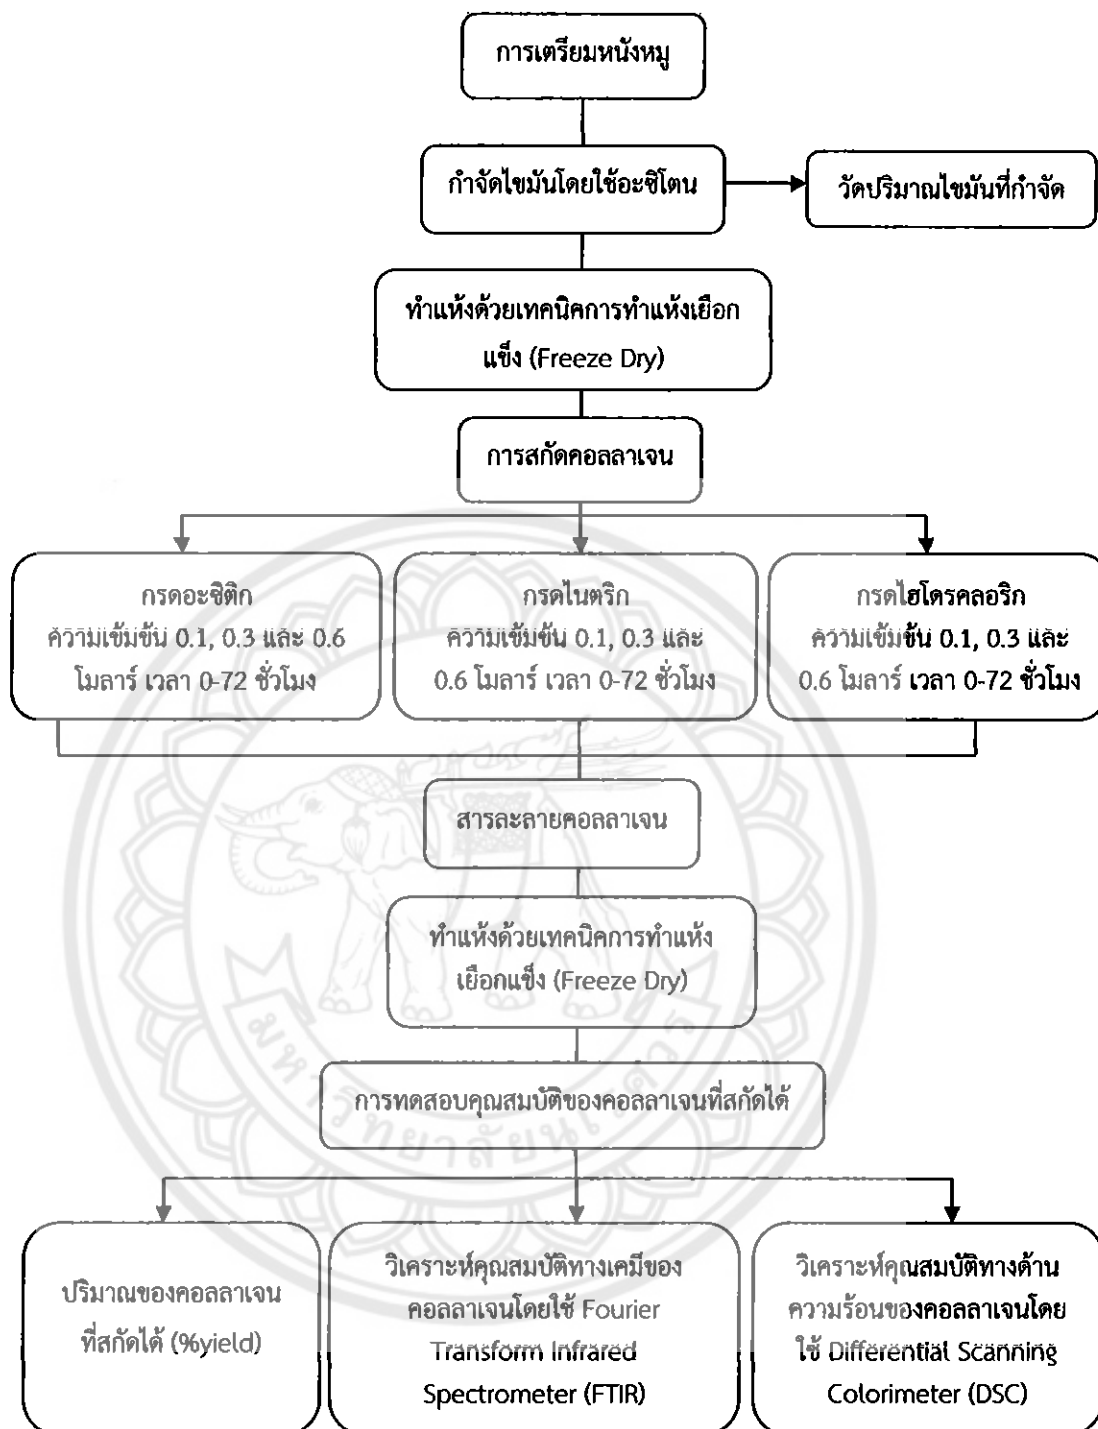 การเตรียมหนังหมู
กำจัดไขมันโดยใช้อะซิโตน
วัดปริมาณไขมันที่กำจัด
ทำแห้งด้วยเทคนิคการทำแห้งเยือก
แข็ง (Freeze Dry)
การสกัดคอลลาเจน
กรดอะซิติก
ความเข้มข้น 0.1, 0.3 และ 0.6
โมลาร์ เวลา 0-72 ชั่วโมง
กรดไนตริก
ความเข้มข้น 0.1, 0.3 และ
0.6 โมลาร์ เวลา 0-72 ชั่วโมง
กรดไฮโดรคลอริก
ความเข้มข้น 0.1, 0.3 และ
0.6 โมลาร์ เวลา 0-72 ชั่วโมง
สารละลายคอลลาเจน
ทำแห้งด้วยเทคนิคการทำแห้ง
เยือกแข็ง (Freeze Dry)
มหาวิทยาลัยนเรศวร
การทดสอบคุณสมบัติของคอลลาเจนที่สกัดได้
ปริมาณของคอลลาเจน
ที่สกัดได้ (%yield)
วิเคราะห์คุณสมบัติทางเคมีของ
คอลลาเจนโดยใช้ Fourier
Transform Infrared
Spectrometer (FTIR)
วิเคราะห์คุณสมบัติทางด้าน
ความร้อนของคอลลาเจนโดย
ใช้ Differential Scanning
Colorimeter (DSC)